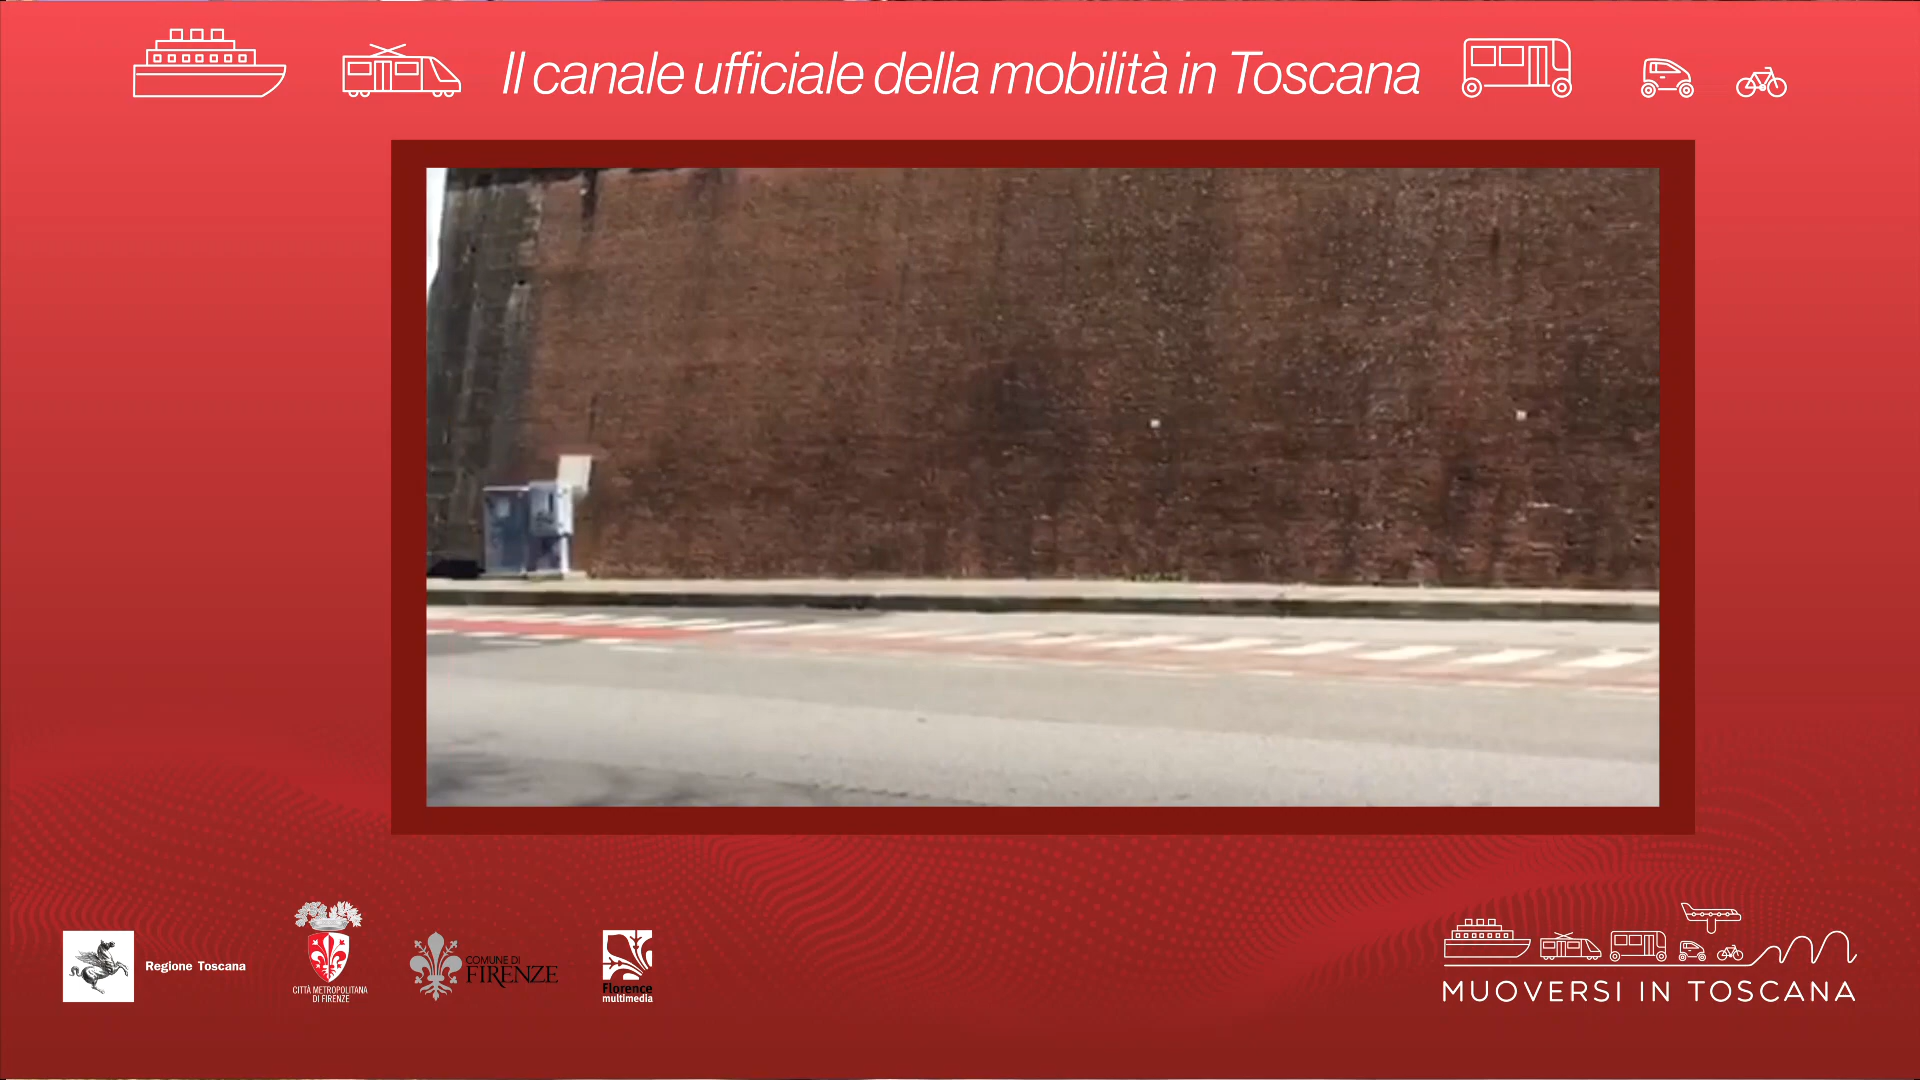 Il canale ufficiale della mobilità in Toscana
Regione Toscana
CITTÀ METROPOLITANA
DI FIRENZE
COMUNE DI
FIRENZE
Florence
multimedia
MUOVERSI IN TOSCANA